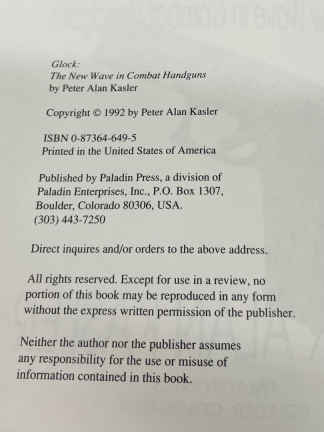 Glock:
The New Wave in Combat Handguns
by Peter Alan Kasler
Copyright © 1992 by Peter Alan Kasler
ISBN 0-87364-649-5
Printed in the United States of America
Published by Paladin Press, a division of
Paladin Enterprises, Inc., P.O. Box 1307,
Boulder, Colorado 80306, USA.
(303) 443-7250
Direct inquires and/or orders to the above address.
All rights reserved. Except for use in a review, no
portion of this book may be reproduced in any form
without the express written permission of the publisher.
Neither the author nor the publisher assumes
any responsibility for the use or misuse of
information contained in this book.